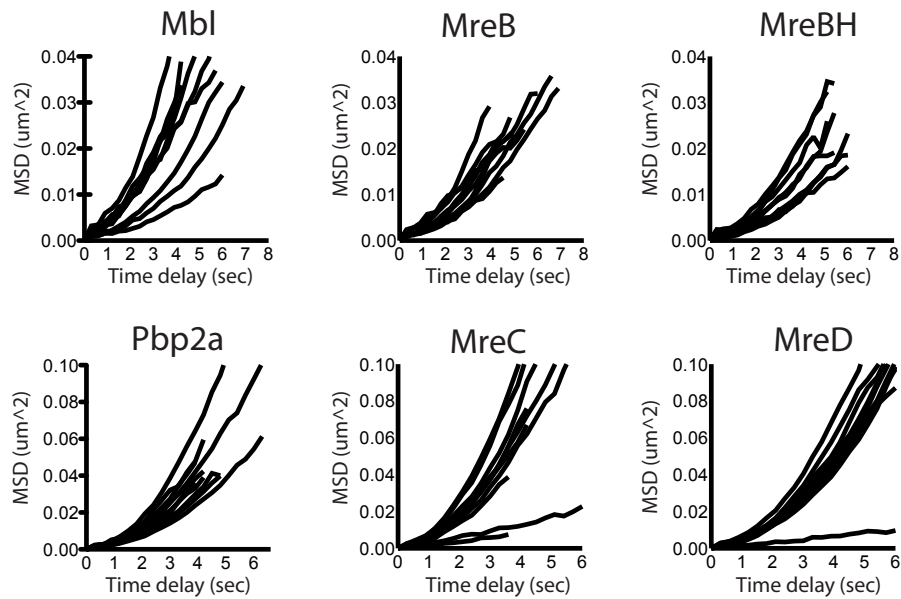 Mbl
MSD (um^2)
0.04
0.03
0.02
0.01
0.00
0 1 2 3 4 5 6 7 8
Time delay (sec)
MreB
MSD (um^2)
0.04
0.03
0.02
0.01
0.00
0 1 2 3 4 5 6 7 8
Time delay (sec)
MreBH
MSD (um^2)
0.04
0.03
0.02
0.01
0.00
0 1 2 3 4 5 6 7 8
Time delay (sec)
Pbp2a
MSD (um^2)
0.10
0.08
0.06
0.04
0.02
0.00
0 1 2 3 4 5 6
Time delay (sec)
MreC
MSD (um^2)
0.10
0.08
0.06
0.04
0.02
0.00
0 1 2 3 4 5 6
Time delay (sec)
MreD
MSD (um^2)
0.10
0.08
0.06
0.04
0.02
0.00
0 1 2 3 4 5 6
Time delay (sec)